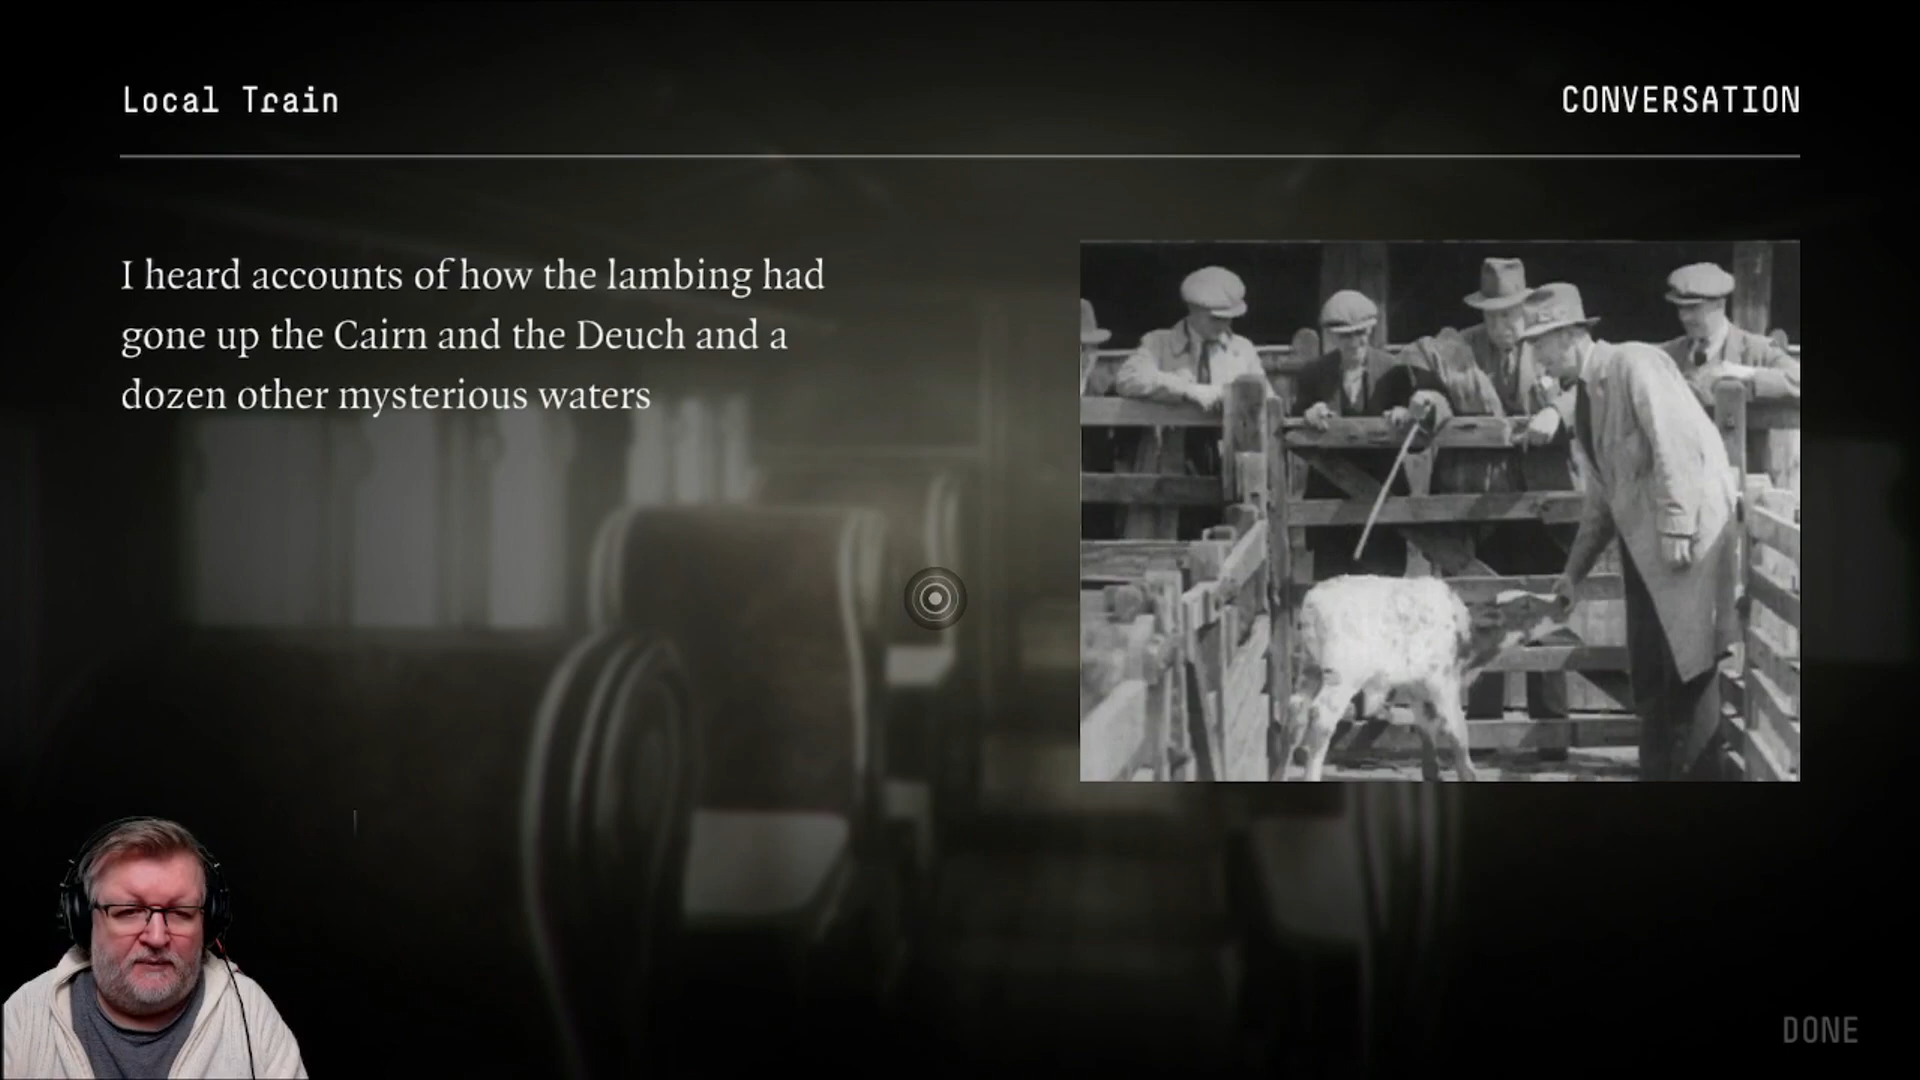 Local Train
CONVERSATION
I heard accounts of how the lambing had
gone up the Cairn and the Deuch and a
dozen other mysterious waters
DONE